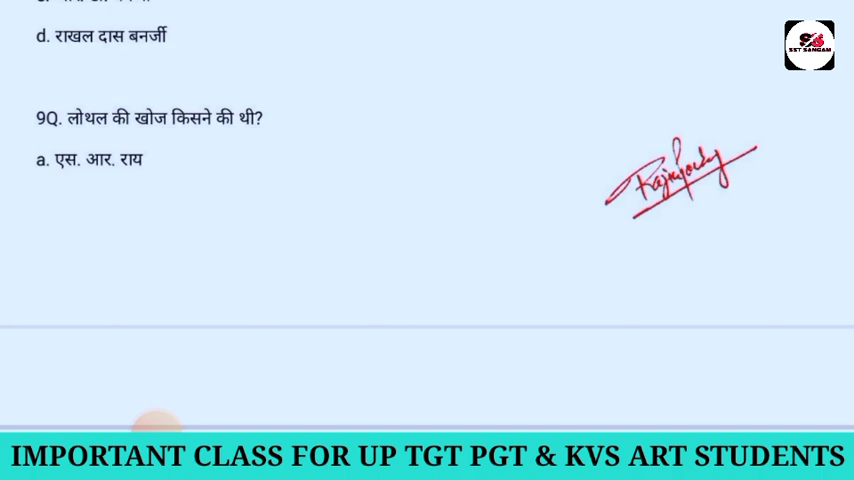 d. राखल दास बनर्जी
SST SANGAM
9Q. लोथल की खोज किसने की थी?
a. एस. आर. राय
IMPORTANT CLASS FOR UP TGT PGT & KVS ART STUDENTS